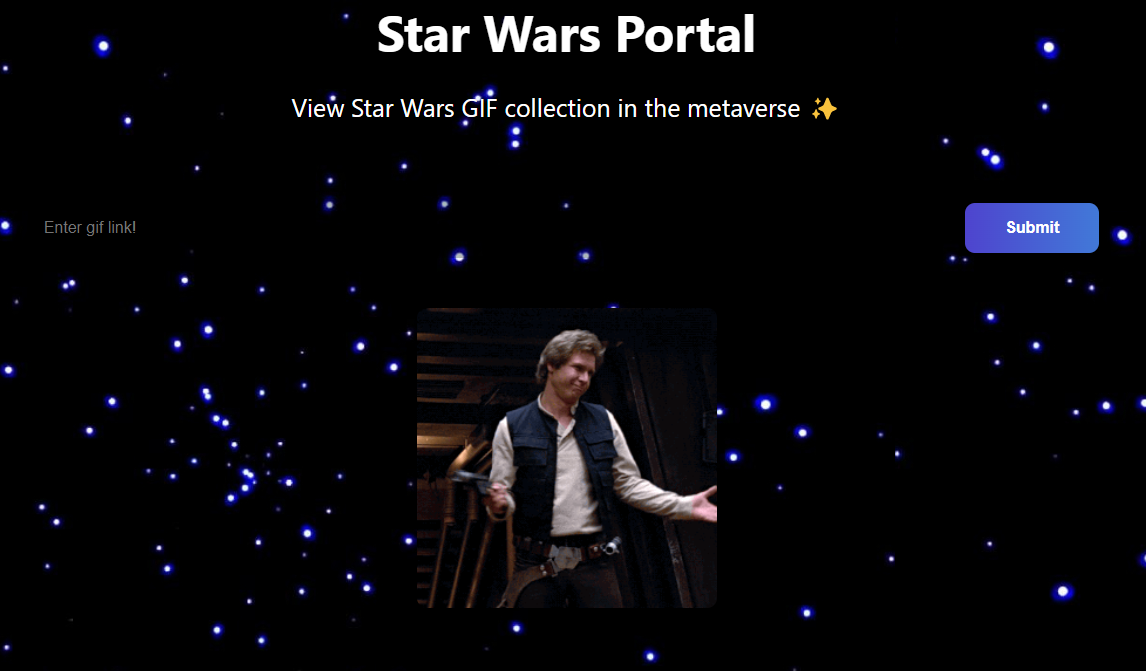 Star Wars Portal
View Star Wars GIF collection in the metaverse ✨
Enter gif link!
Submit